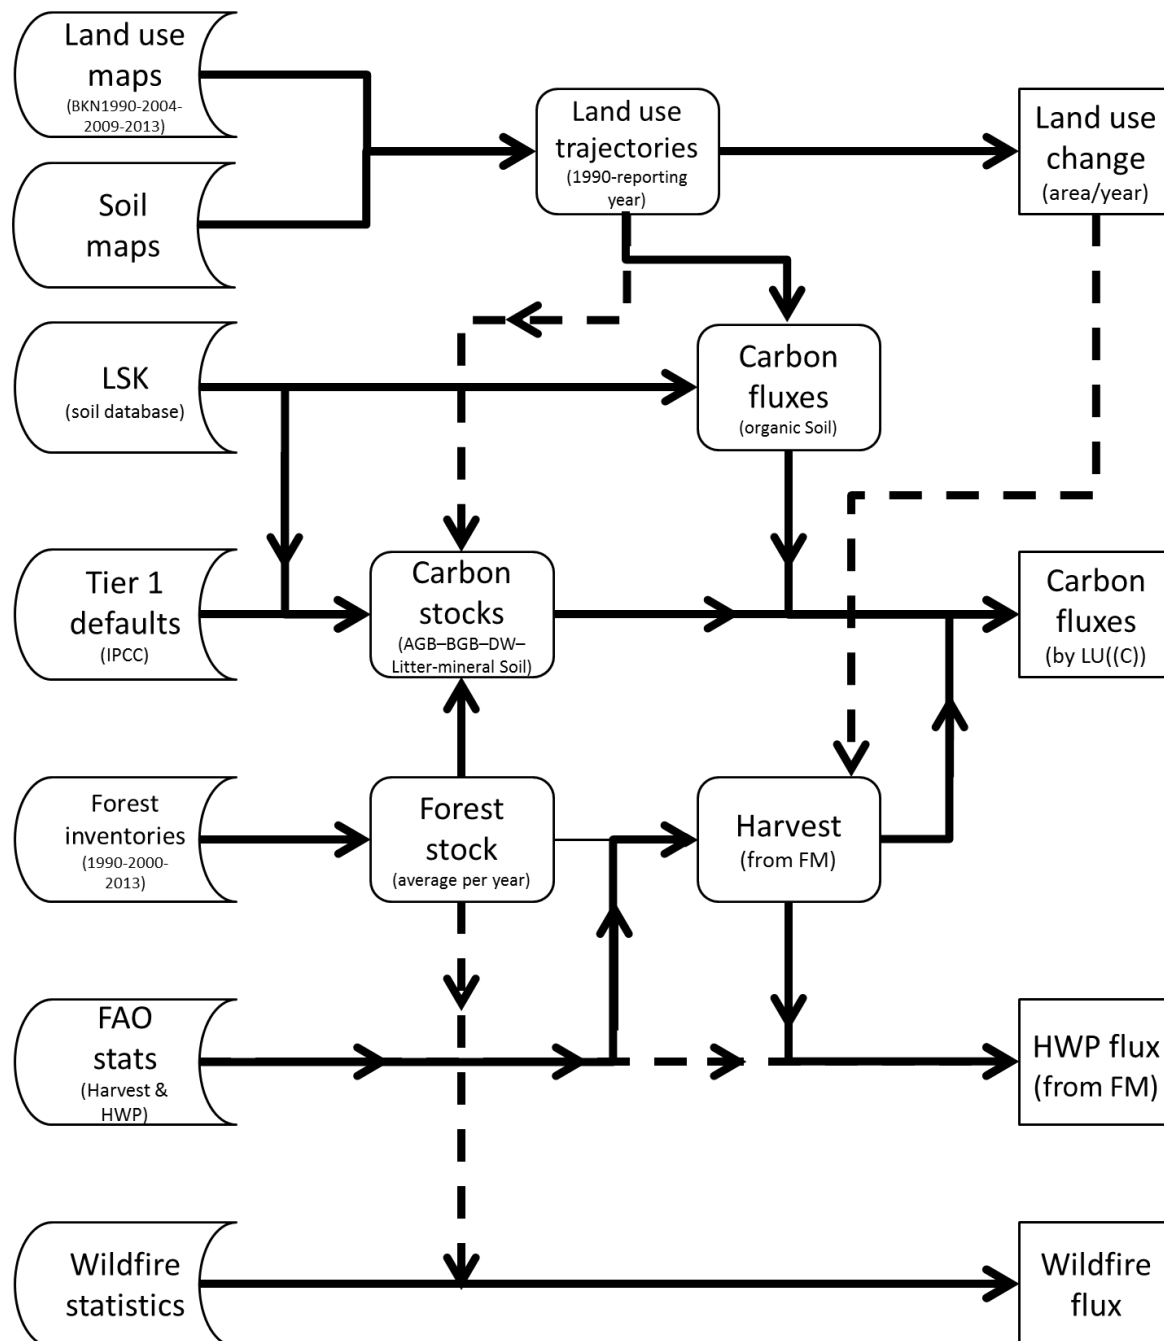 Land use
maps
(BKN1990-2004-
2009-2013)
Land use
trajectories
(1990-reporting
year)
Land use
change
(area/year)
Soil
maps
LSK
(soil database)
Carbon
fluxes
(organic Soil)
Tier 1
defaults
(IPCC)
Carbon
stocks
(AGB–BGB–DW–
Litter-mineral Soil)
Carbon
fluxes
(by LU((C))
Forest
inventories
(1990-2000-
2013)
Forest
stock
(average per year)
Harvest
(from FM)
FAO
stats
(Harvest &
HWP)
HWP flux
(from FM)
Wildfire
statistics
Wildfire
flux